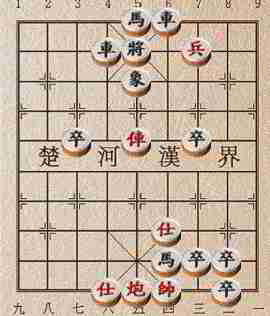 1 2 3 4 5 6 7 8 9
馬 車
車 將 兵
象
卒 俥 卒
楚 河 漢 界
仕
馬 卒 卒
仕 炮 帥 卒
九 八 七 六 五 四 三 二 一